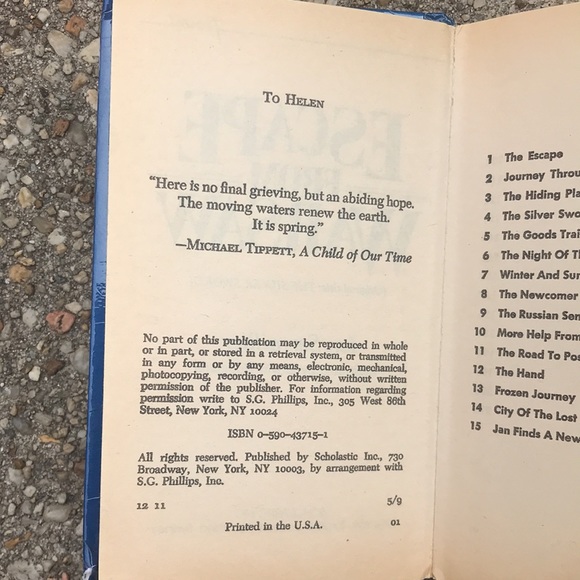 To Helen
"Here is no final grieving, but an abiding hope.
The moving waters renew the earth.
It is spring."
—Michael Tippett, A Child of Our Time
No part of this publication may be reproduced in whole
or in part, or stored in a retrieval system, or transmitted
in any form or by any means, electronic, mechanical,
photocopying, recording, or otherwise, without written
permission of the publisher. For information regarding
permission write to S.G. Phillips, Inc., 305 West 86th
Street, New York, NY 10024
ISBN 0-590-43715-1
All rights reserved. Published by Scholastic Inc., 730
Broadway, New York, NY 10003, by arrangement with
S.G. Phillips, Inc.
12 11 5/9
Printed in the U.S.A. 01
1 The Escape
2 Journey Throu
3 The Hiding Pla
4 The Silver Swo
5 The Goods Trai
6 The Night Of T
7 Winter And Sum
8 The Newcomer
9 The Russian Sen
10 More Help From
11 The Road To Pos
12 The Hand
13 Frozen Journey
14 City Of The Lost
15 Jan Finds A New